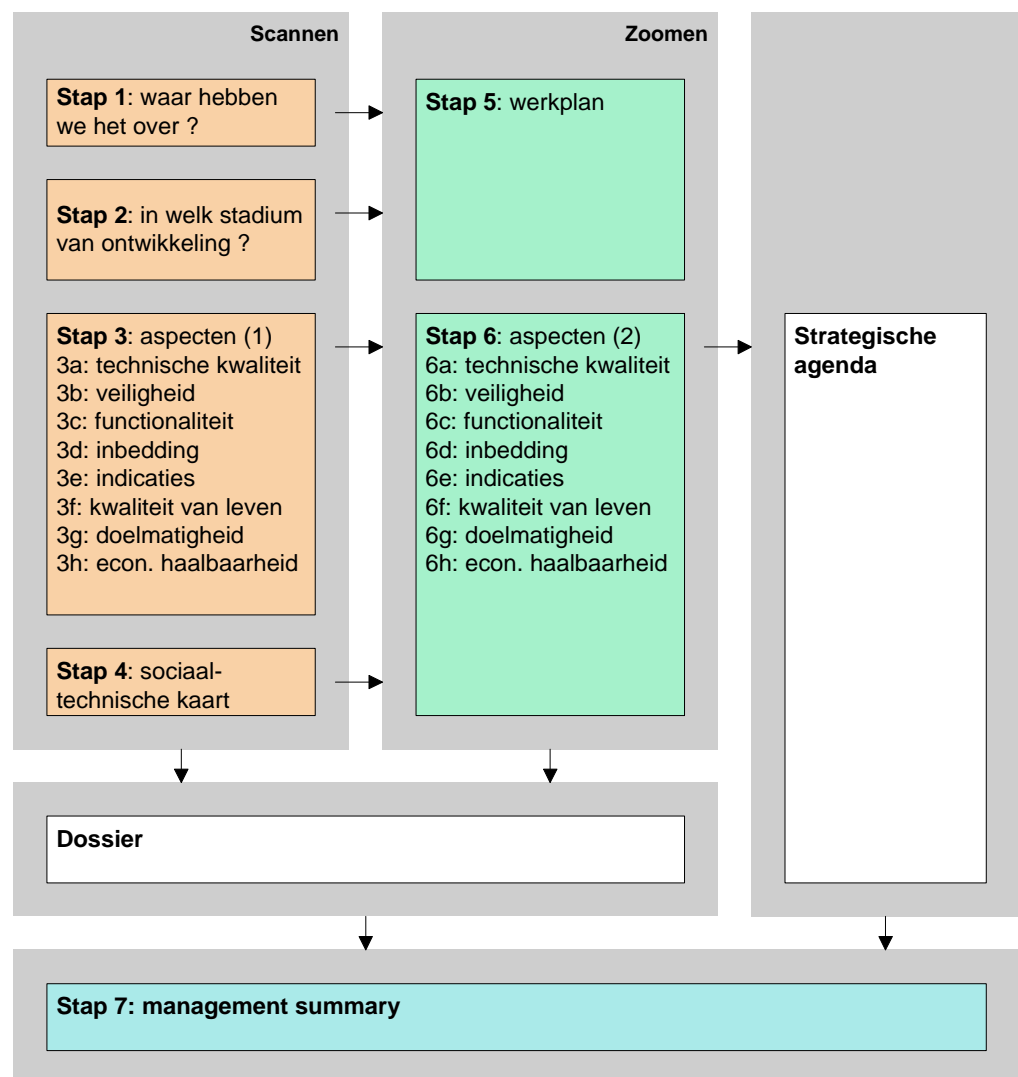 Scannen
Stap 1: waar hebben
we het over ?
Stap 2: in welk stadium
van ontwikkeling ?
Stap 3: aspecten (1)
3a: technische kwaliteit
3b: veiligheid
3c: functionaliteit
3d: inbedding
3e: indicaties
3f: kwaliteit van leven
3g: doelmatigheid
3h: econ. haalbaarheid
Stap 4: sociaal-
technische kaart
Zoomen
Stap 5: werkplan
Stap 6: aspecten (2)
6a: technische kwaliteit
6b: veiligheid
6c: functionaliteit
6d: inbedding
6e: indicaties
6f: kwaliteit van leven
6g: doelmatigheid
6h: econ. haalbaarheid
Strategische
agenda
Dossier
Stap 7: management summary